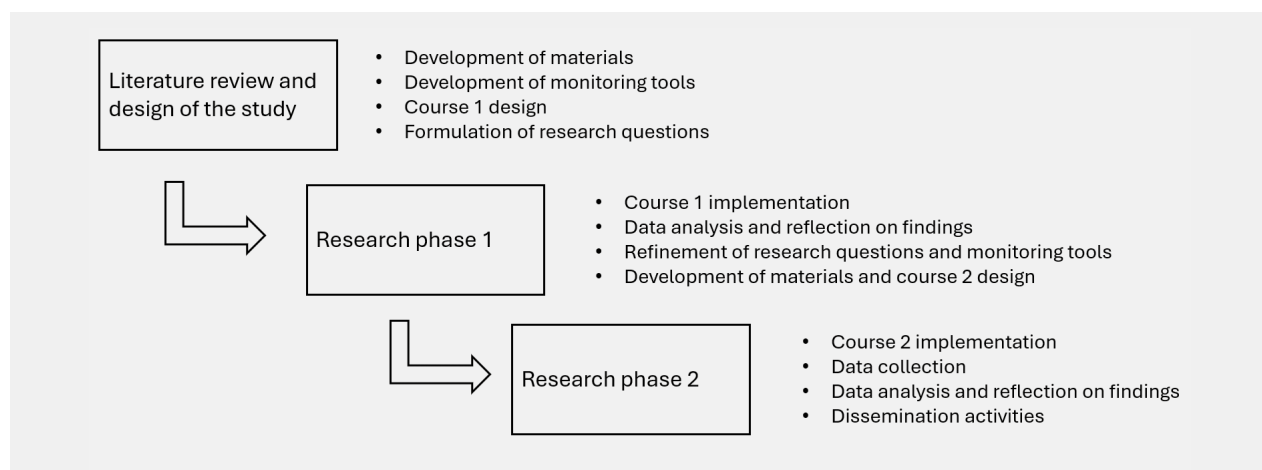 Literature review and
design of the study
• Development of materials
• Development of monitoring tools
• Course 1 design
• Formulation of research questions
Research phase 1
• Course 1 implementation
• Data analysis and reflection on findings
• Refinement of research questions and monitoring tools
• Development of materials and course 2 design
Research phase 2
• Course 2 implementation
• Data collection
• Data analysis and reflection on findings
• Dissemination activities